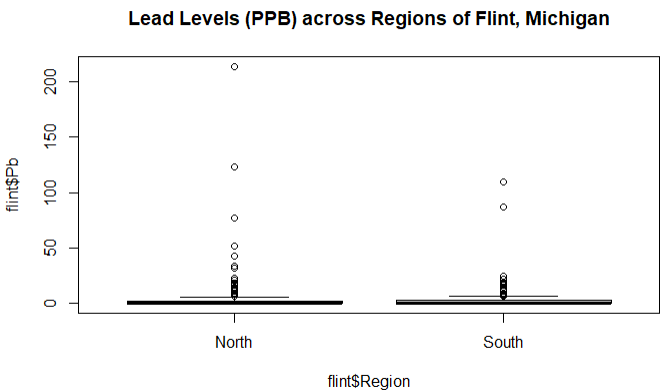 Lead Levels (PPB) across Regions of Flint, Michigan
flint$Pb
200
150
100
50
0
North South
flint$Region